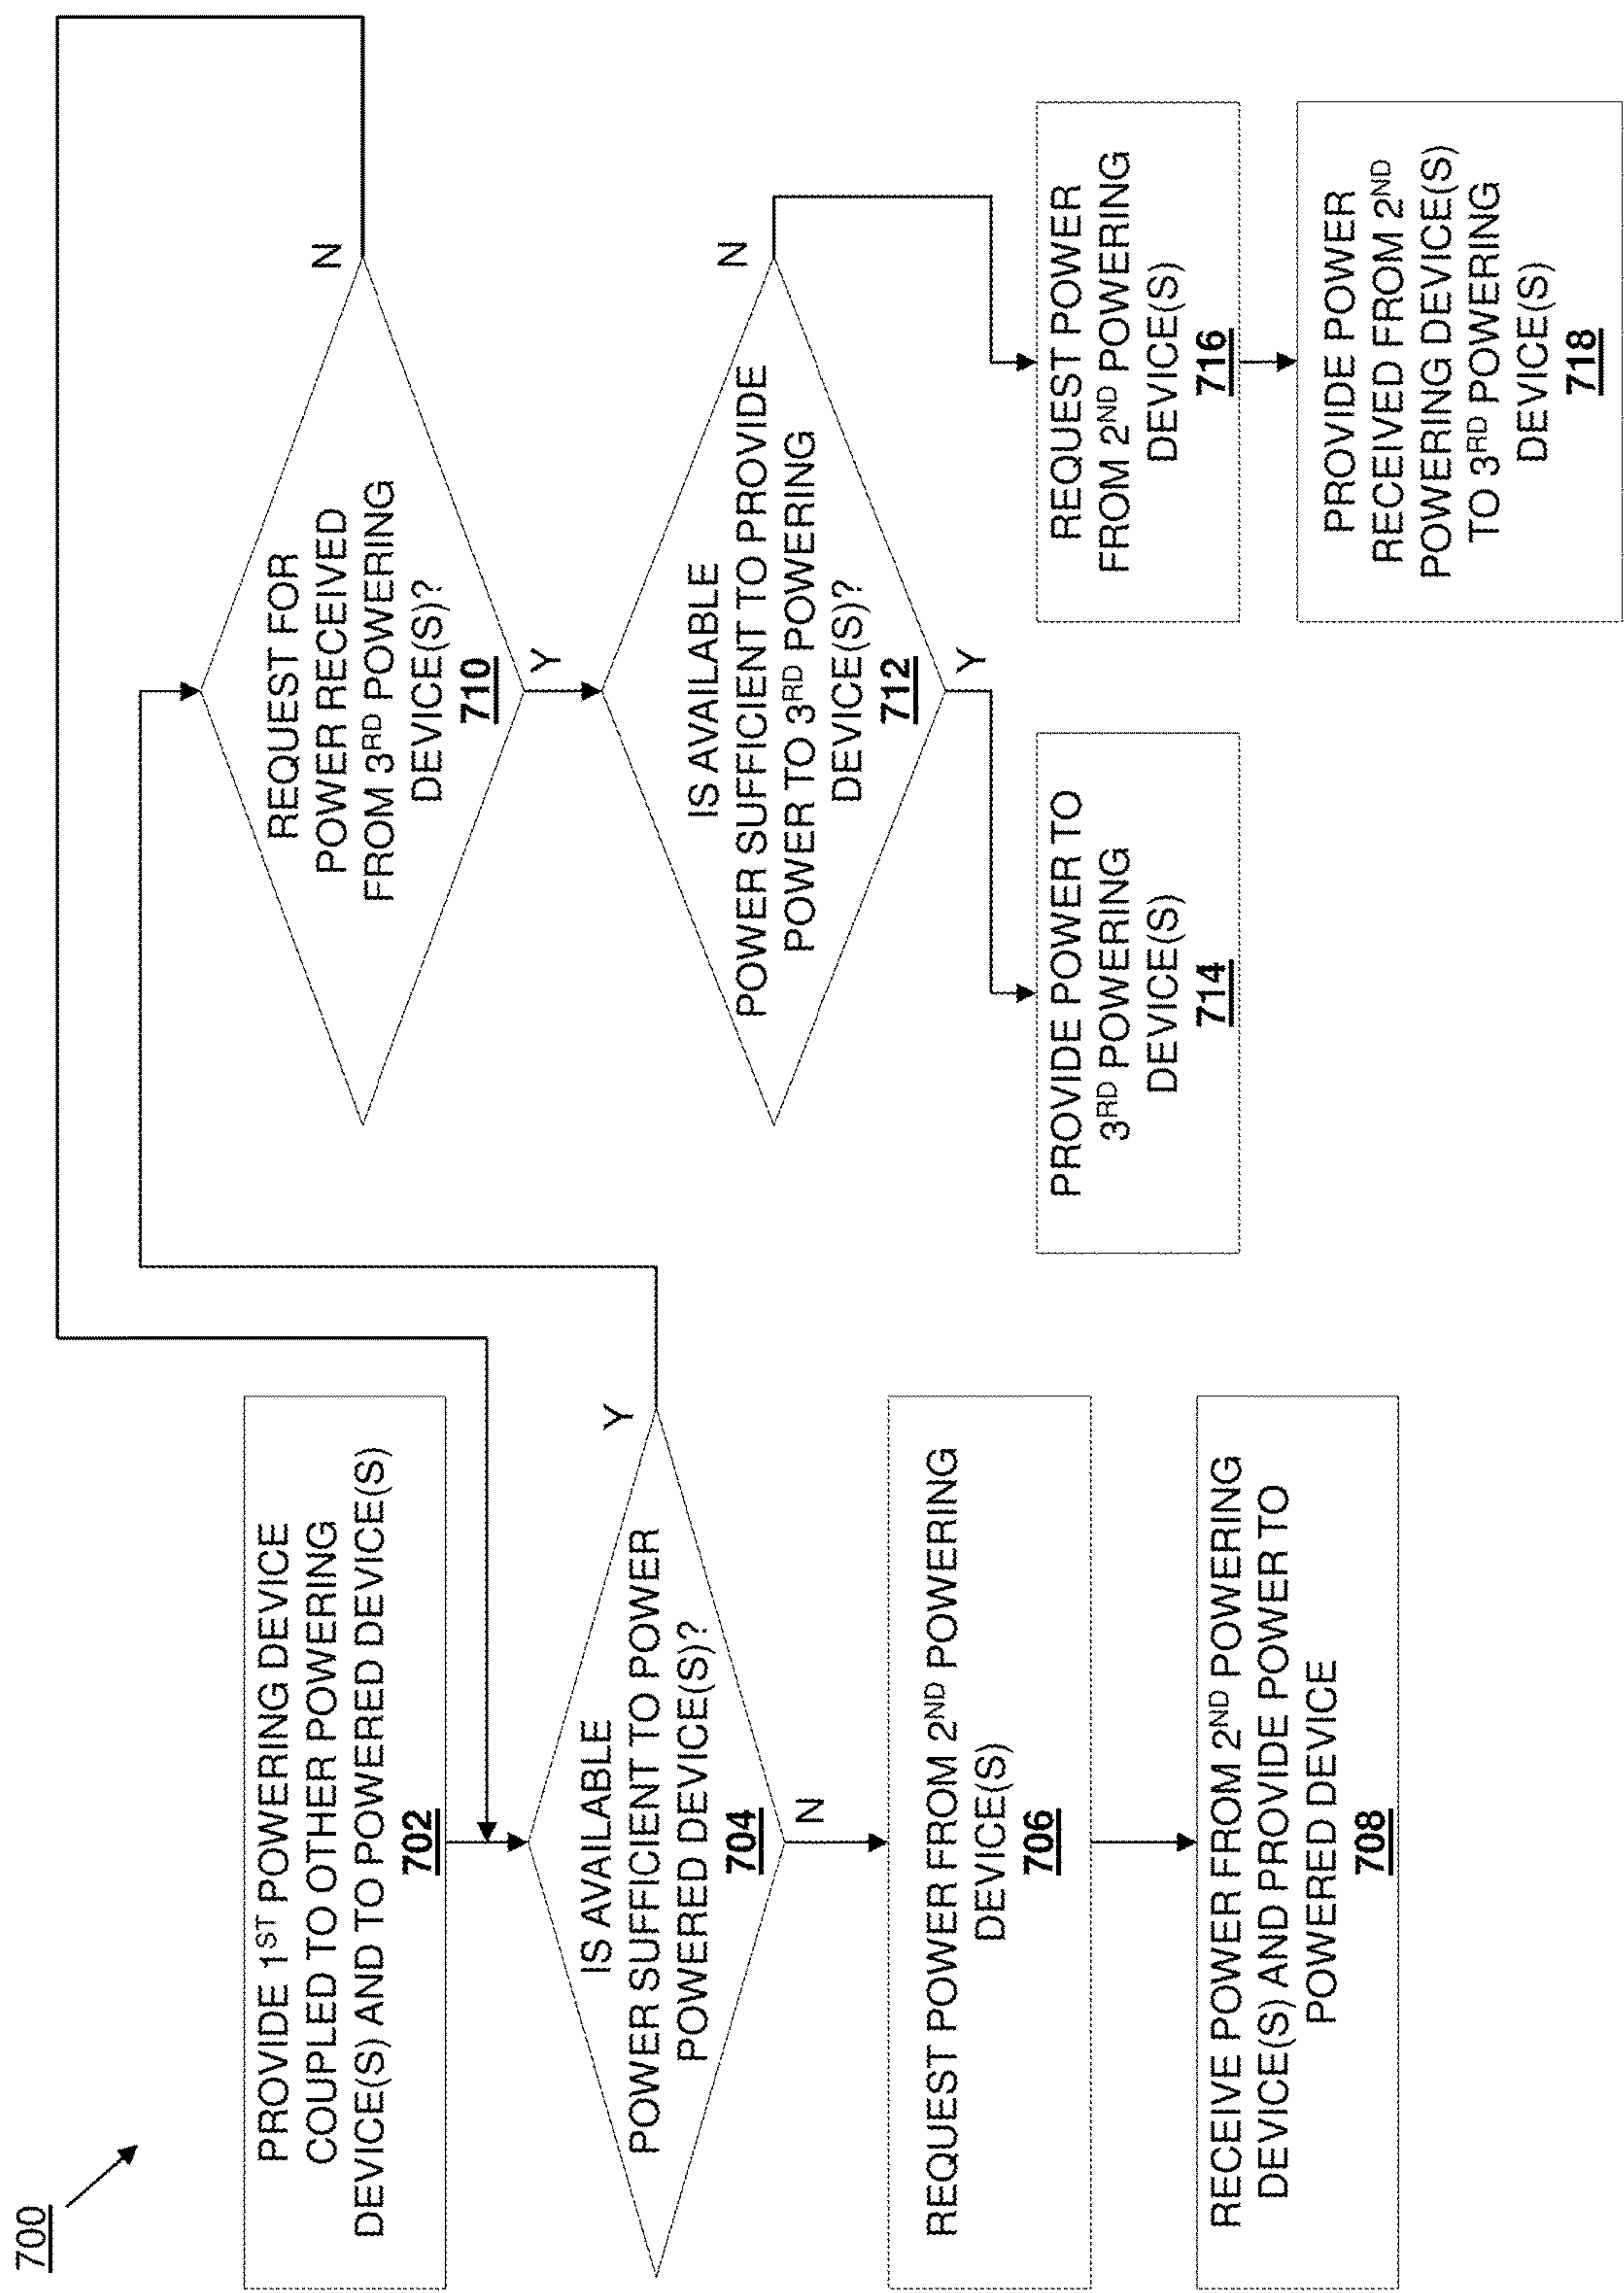 700
PROVIDE 1ST POWERING DEVICE
COUPLED TO OTHER POWERING
DEVICE(S) AND TO POWERED DEVICE(S)
702
IS AVAILABLE
POWER SUFFICIENT TO POWER
POWERED DEVICE(S)?
704
Y
N
REQUEST POWER FROM 2ND POWERING
DEVICE(S)
706
RECEIVE POWER FROM 2ND POWERING
DEVICE(S) AND PROVIDE POWER TO
POWERED DEVICE
708
REQUEST FOR
POWER RECEIVED
FROM 3RD POWERING
DEVICE(S)?
710
N
Y
IS AVAILABLE
POWER SUFFICIENT TO PROVIDE
POWER TO 3RD POWERING
DEVICE(S)?
712
N
Y
PROVIDE POWER TO
3RD POWERING
DEVICE(S)
714
REQUEST POWER
FROM 2ND POWERING
DEVICE(S)
716
PROVIDE POWER
RECEIVED FROM 2ND
POWERING DEVICE(S)
TO 3RD POWERING
DEVICE(S)
718